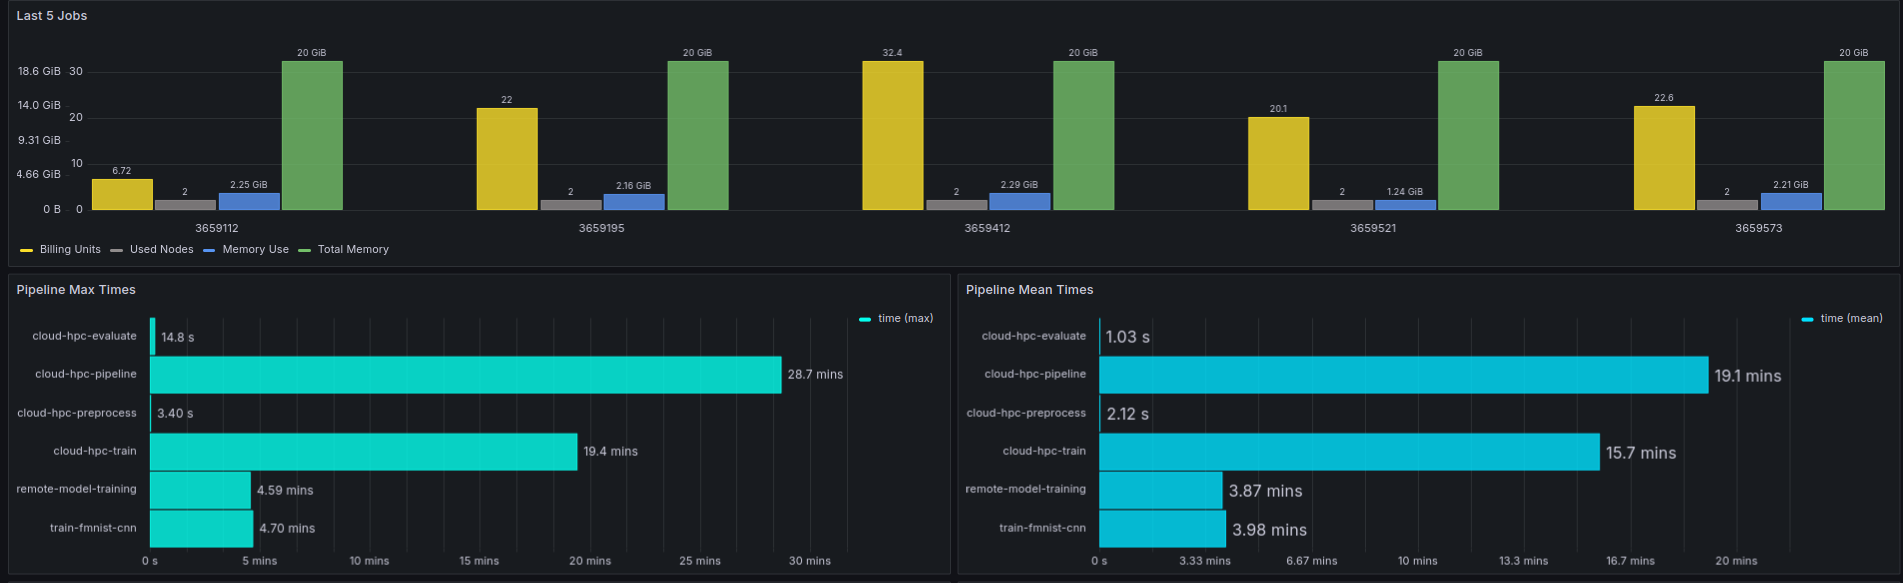 Last 5 Jobs
20 GiB 20 GiB 32.4 20 GiB 20 GiB 20 GiB
18.6 GiB 30
14.0 GiB 22 20.1 22.6
20
9.31 GiB
10
4.66 GiB 6.72
2 2.25 GiB 2 2.16 GiB 2 2.29 GiB 2 1.24 GiB 2 2.21 GiB
0 B 0
3659112 3659195 3659412 3659521 3659573
Billing Units Used Nodes Memory Use Total Memory
Pipeline Max Times
time (max)
cloud-hpc-evaluate 14.8 s
cloud-hpc-pipeline 28.7 mins
cloud-hpc-preprocess 3.40 s
cloud-hpc-train 19.4 mins
remote-model-training 4.59 mins
train-fmnist-cnn 4.70 mins
0 s 5 mins 10 mins 15 mins 20 mins 25 mins 30 mins
Pipeline Mean Times
time (mean)
cloud-hpc-evaluate 1.03 s
cloud-hpc-pipeline 19.1 mins
cloud-hpc-preprocess 2.12 s
cloud-hpc-train 15.7 mins
remote-model-training 3.87 mins
train-fmnist-cnn 3.98 mins
0 s 3.33 mins 6.67 mins 10 mins 13.3 mins 16.7 mins 20 mins